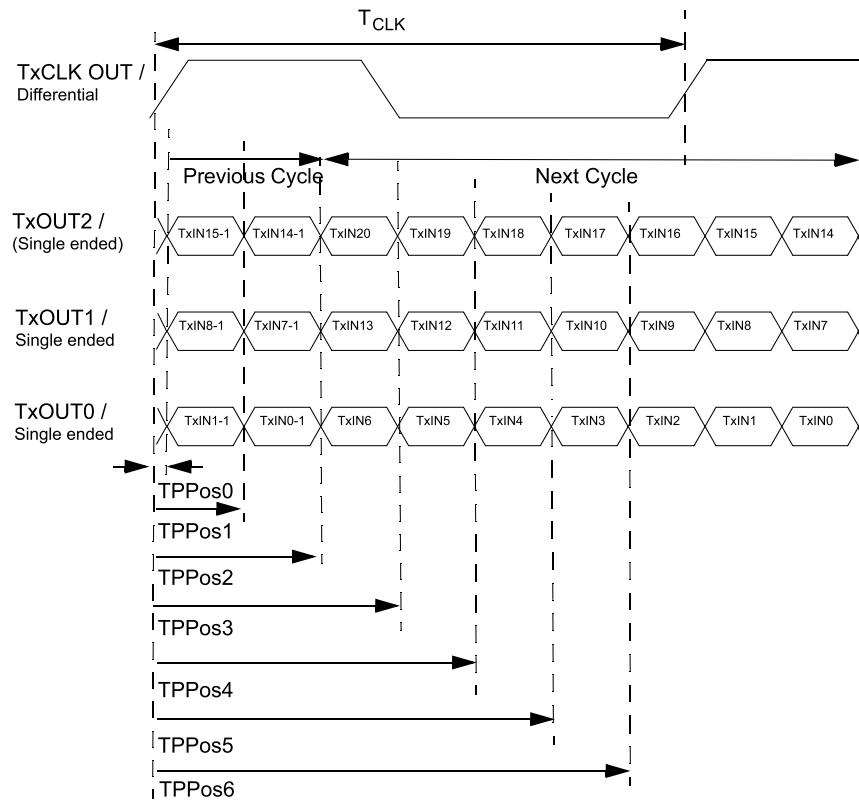 TCLK
TxCLK OUT /
Differential
Previous Cycle
Next Cycle
TxOUT2 /
(Single ended)
TxIN15-1 TxIN14-1 TxIN20 TxIN19 TxIN18 TxIN17 TxIN16 TxIN15 TxIN14
TxOUT1 /
Single ended
TxIN8-1 TxIN7-1 TxIN13 TxIN12 TxIN11 TxIN10 TxIN9 TxIN8 TxIN7
TxOUT0 /
Single ended
TxIN1-1 TxIN0-1 TxIN6 TxIN5 TxIN4 TxIN3 TxIN2 TxIN1 TxIN0
TPPos0
TPPos1
TPPos2
TPPos3
TPPos4
TPPos5
TPPos6